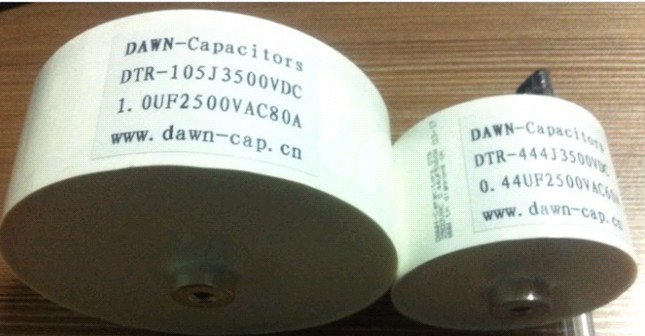 DAWN-Capacitors
DTR-105J3500VDC
1.0UF2500VAC80A
www.dawn-cap.cn
DAWN-Capacitors
DTR-444J3500VDC
0.44UF2500VAC60A
www.dawn-cap.cn